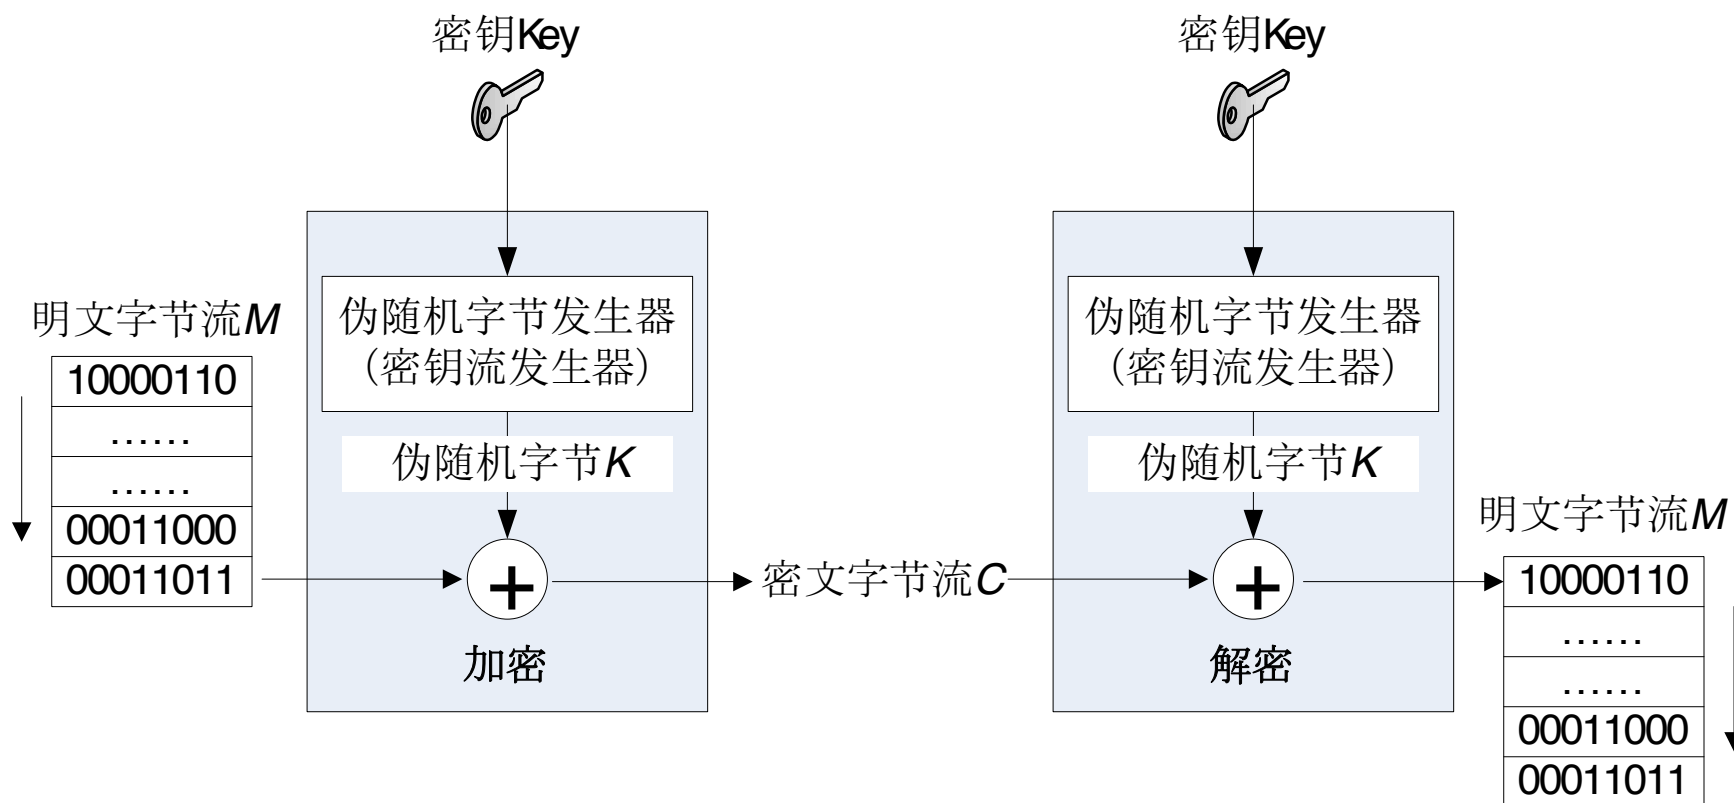 密钥Key
密钥Key
明文字节流M
10000110
……
……
00011000
00011011
伪随机字节发生器
（密钥流发生器）
伪随机字节K
+
加密
密文字节流C
伪随机字节发生器
（密钥流发生器）
伪随机字节K
+
解密
明文字节流M
10000110
……
……
00011000
00011011